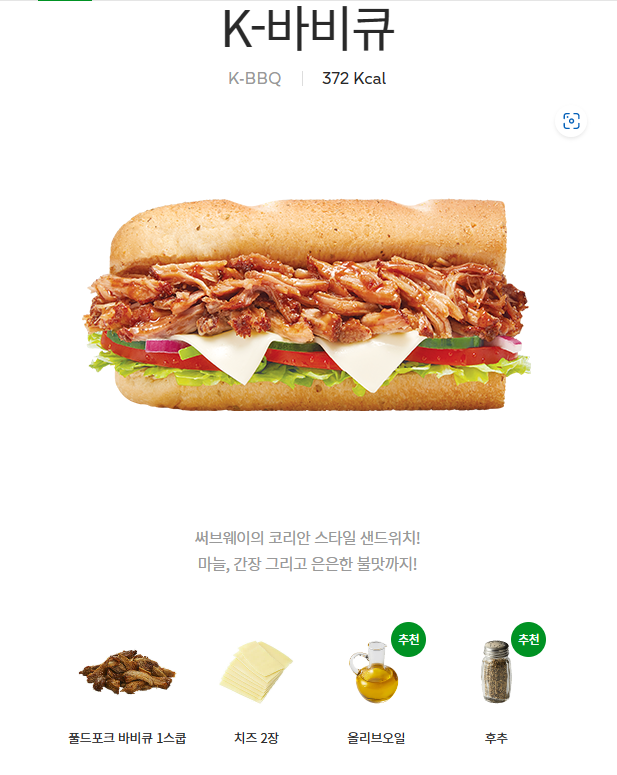 K-바비큐
K-BBQ
372 Kcal
써브웨이의 코리안 스타일 샌드위치!
마늘, 간장 그리고 은은한 불맛까지!
추천
추천
풀드포크 바비큐 1스쿱
치즈 2장
올리브오일
후추